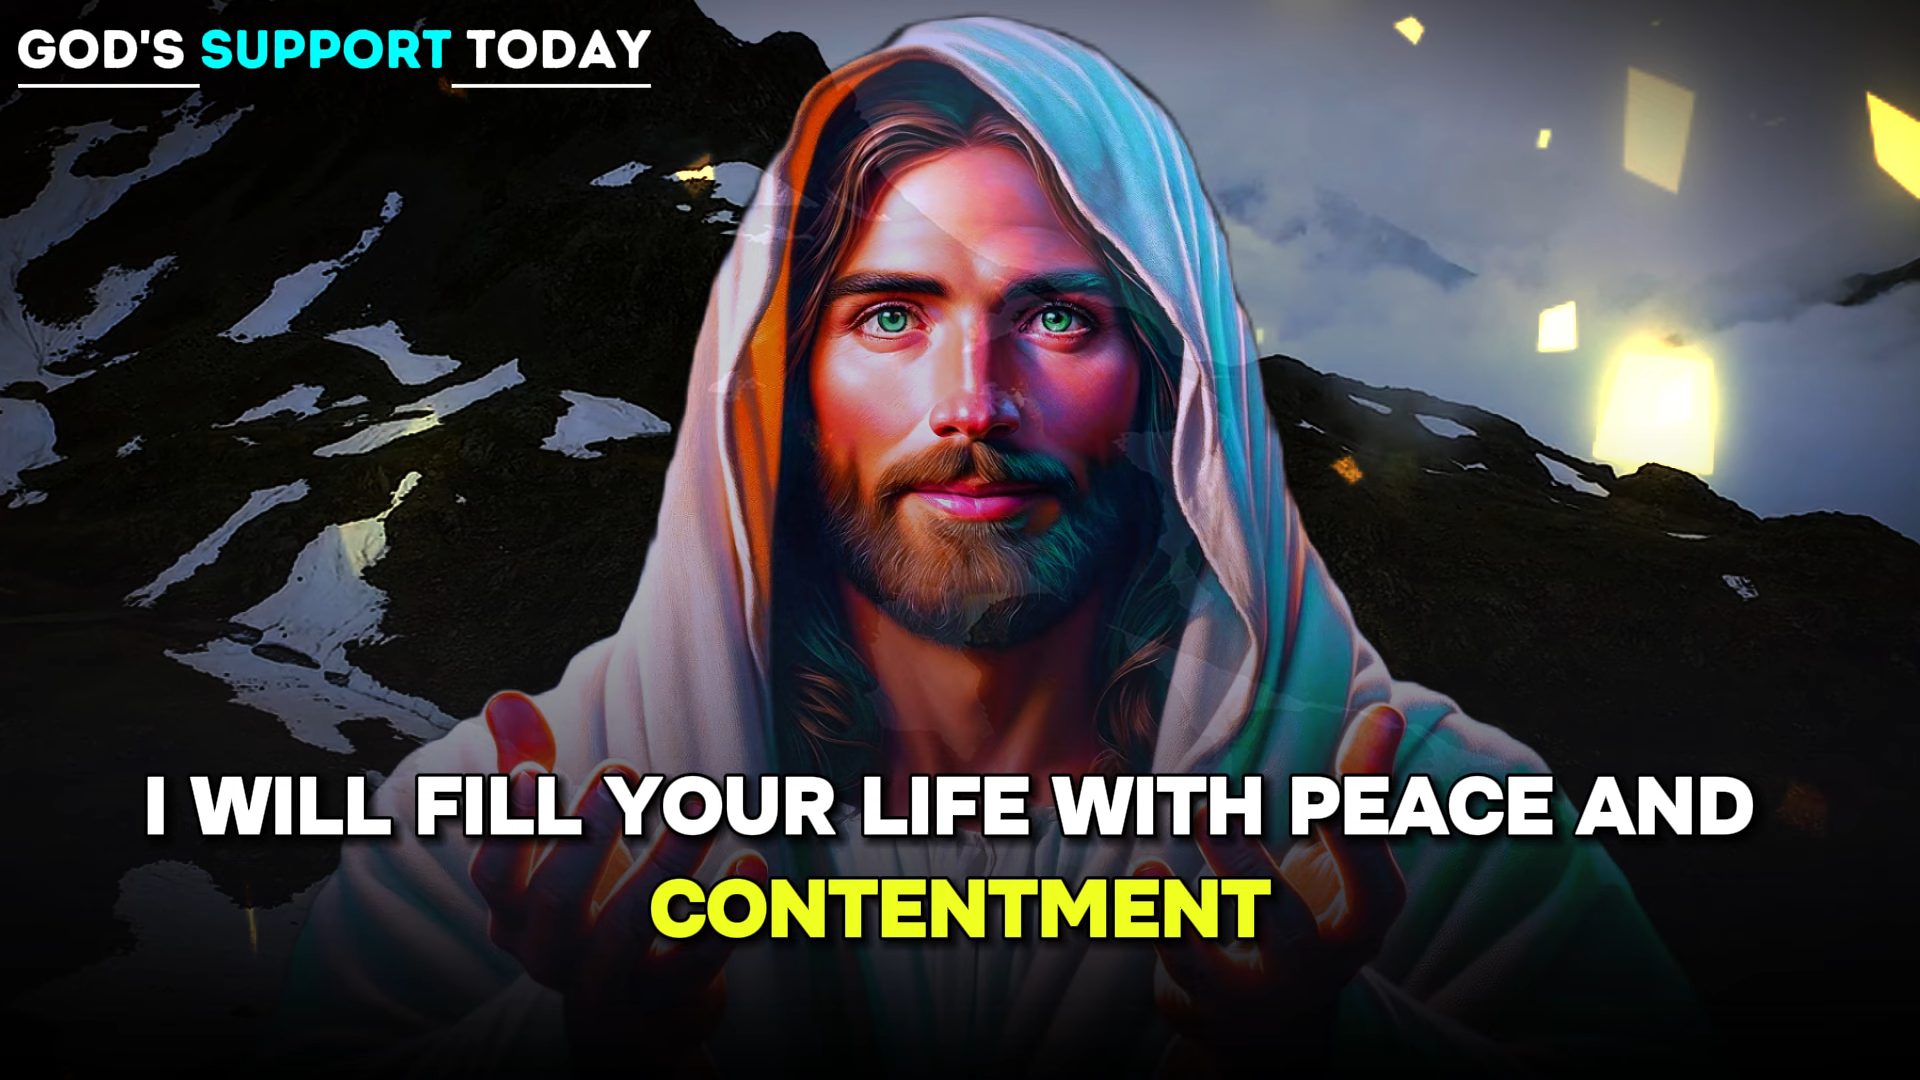 GOD'S SUPPORT TODAY
I WILL FILL YOUR LIFE WITH PEACE AND
CONTENTMENT